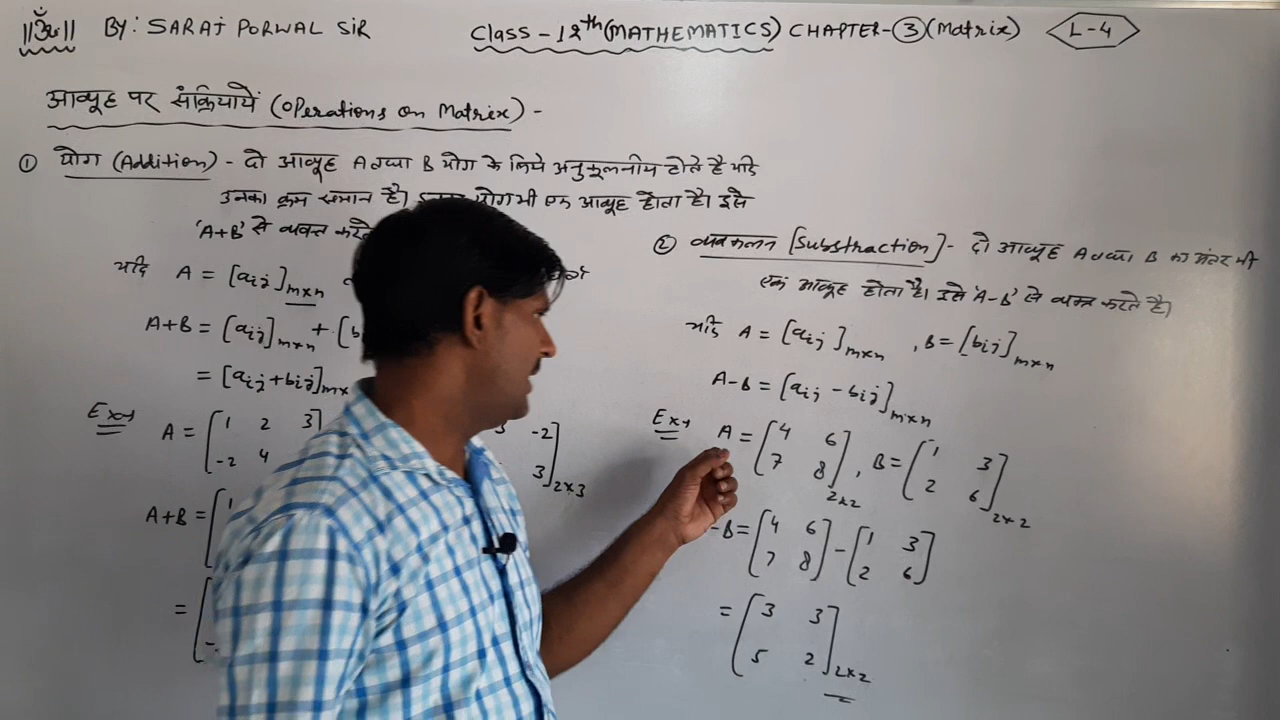 ॥ॐ॥ BY: SARAJ PORWAL SIR
Class - 12th (MATHEMATICS) CHAPTER-③ (Matrix) L-4
आव्यूह पर संक्रियायें (Operations on Matrix) -
① योग (Addition) - दो आव्यूह A तथा B योग के लिये अनुकूलनीय होते है यदि
उनका क्रम समान है। योग भी एक आव्यूह होता है। इसे
'A+B' से व्यक्त करते
यदि A = [aij]m×n
A+B = [aij]m×n + [b
= [aij+bij]m×
Ex→ A = [1 2 3]
-2 4
-2]
3]2×3
A+B = [1
= [
② व्यवकलन [Substraction] - दो आव्यूह A तथा B का अंतर भी
एक आव्यूह होता है। इसे 'A-B' से व्यक्त करते है।
यदि A = [aij]m×n , B = [bij]m×n
A-B = [aij - bij]m×n
Ex→ A = [4 6
7 8]2×2 , B = [1 3
2 6]2×2
-B = [4 6
7 8] - [1 3
2 6]
= [3 3
5 2]2×2